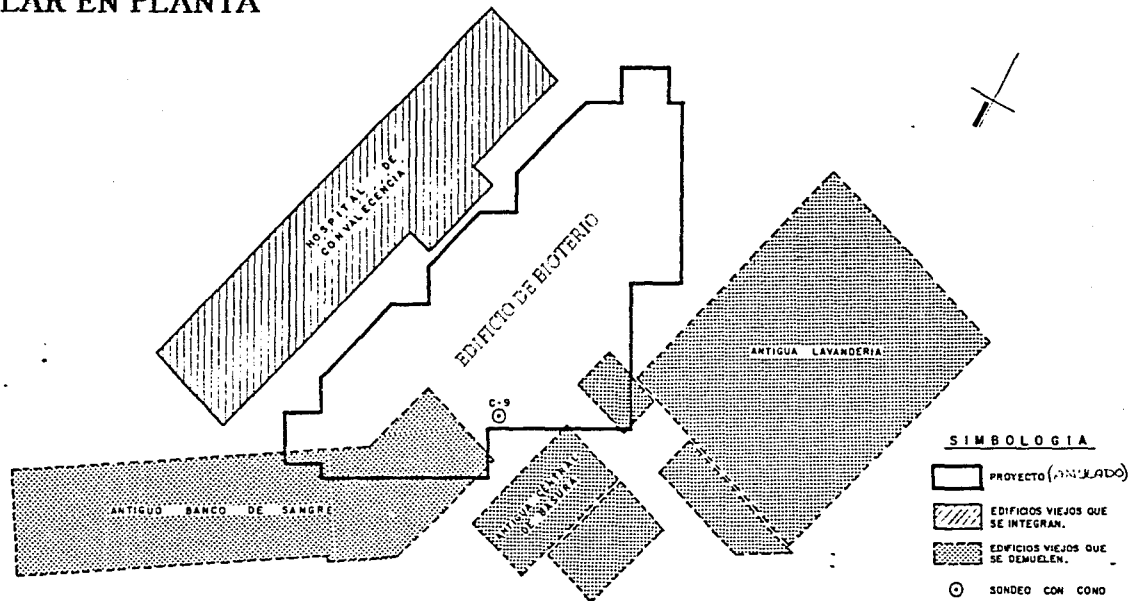 LAR EN PLANTA
HOSPITAL DE
CONVALECENCIA
EDIFICIO DE BIOTERIO
ANTIGUA LAVANDERIA
C-9
ANTIGUO BANCO DE SANGRE
ANTIGUA CENTRAL
DE BASURA
SIMBOLOGIA
PROYECTO (ANULADO)
EDIFICIOS VIEJOS QUE
SE INTEGRAN.
EDIFICIOS VIEJOS QUE
SE DEMUELEN.
SONDEO CON CONO